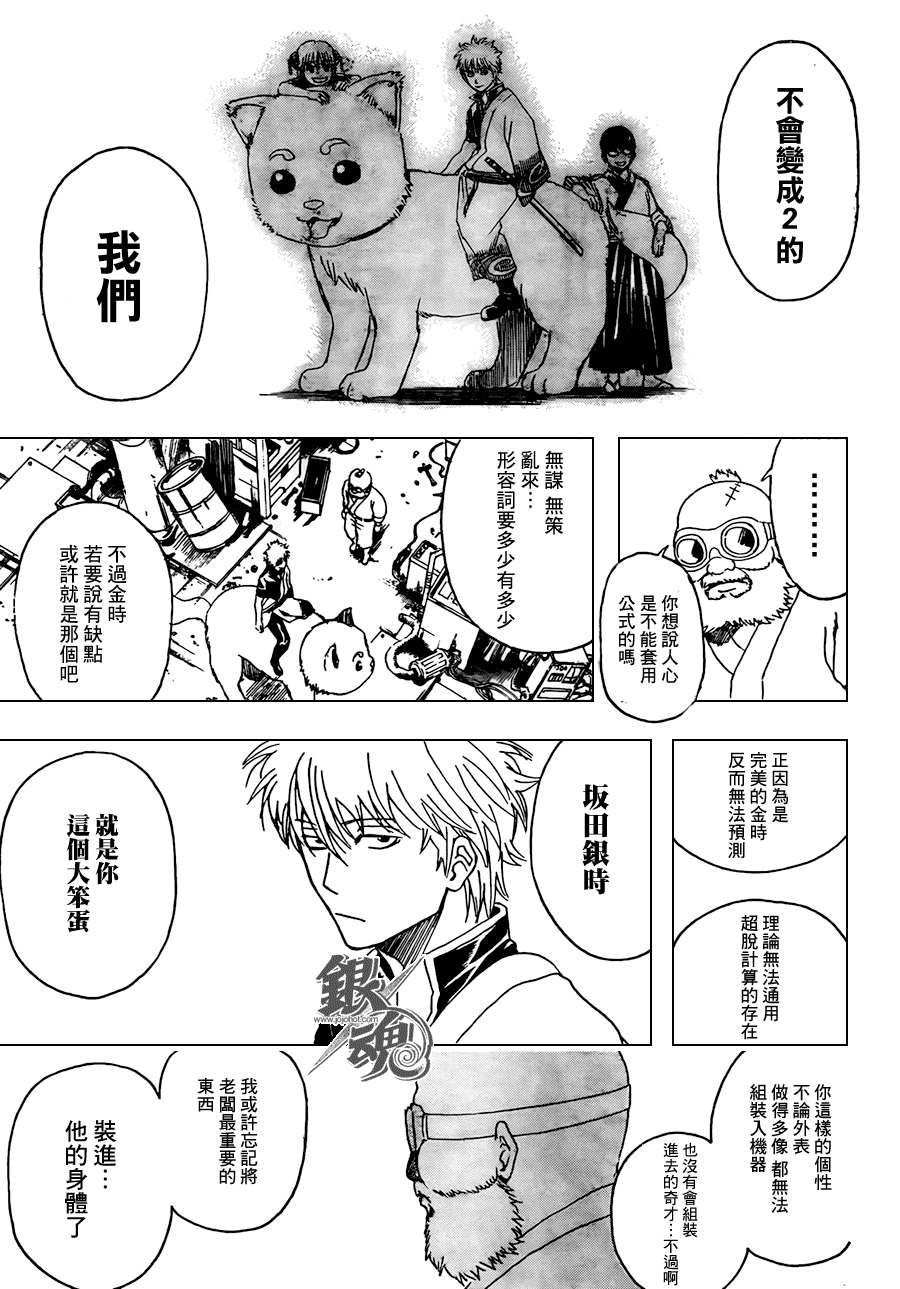 不會變成2的
我們
………
你想說人心
是不能套用
公式的嗎
無謀 無策
亂來…
形容詞要多少有多少
不過金時
若要說有缺點
或許就是那個吧
正因為是
完美的金時
反而無法預測
理論無法通用
超脫計算的存在
坂田銀時
就是你
這個大笨蛋
銀魂
www.jojohot.com
你這樣的個性
不論外表
做得多像 都無法
組裝入機器
也沒有會組裝
進去的奇才…不過啊
我或許忘記將
老闆最重要的
東西
裝進…
他的身體了